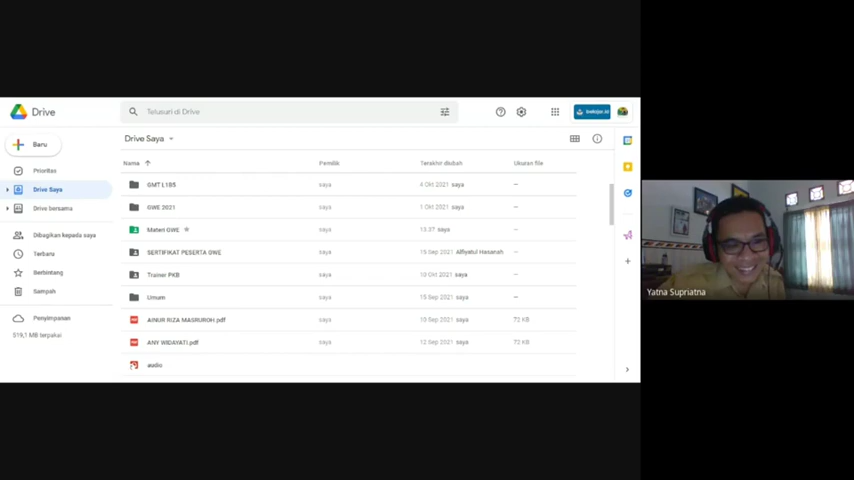 Drive
Telusuri di Drive
belajar.id
Baru
Drive Saya
Nama
Pemilik
Terakhir diubah
Ukuran file
Prioritas
Drive Saya
Drive bersama
Dibagikan kepada saya
Terbaru
Berbintang
Sampah
Penyimpanan
519,1 MB terpakai
GMT L1B5 saya 4 Okt 2021 saya –
GWE 2021 saya 1 Okt 2021 saya –
Materi GWE saya 13.37 saya –
SERTIFIKAT PESERTA GWE saya 15 Sep 2021 Alfiyatul Hasanah –
Trainer PKB saya 10 Okt 2021 saya –
Umum saya 15 Sep 2021 saya –
AINUR RIZA MASRUROH.pdf saya 10 Sep 2021 saya 72 KB
ANY WIDAYATI.pdf saya 12 Sep 2021 saya 72 KB
audio
Yatna Supriatna